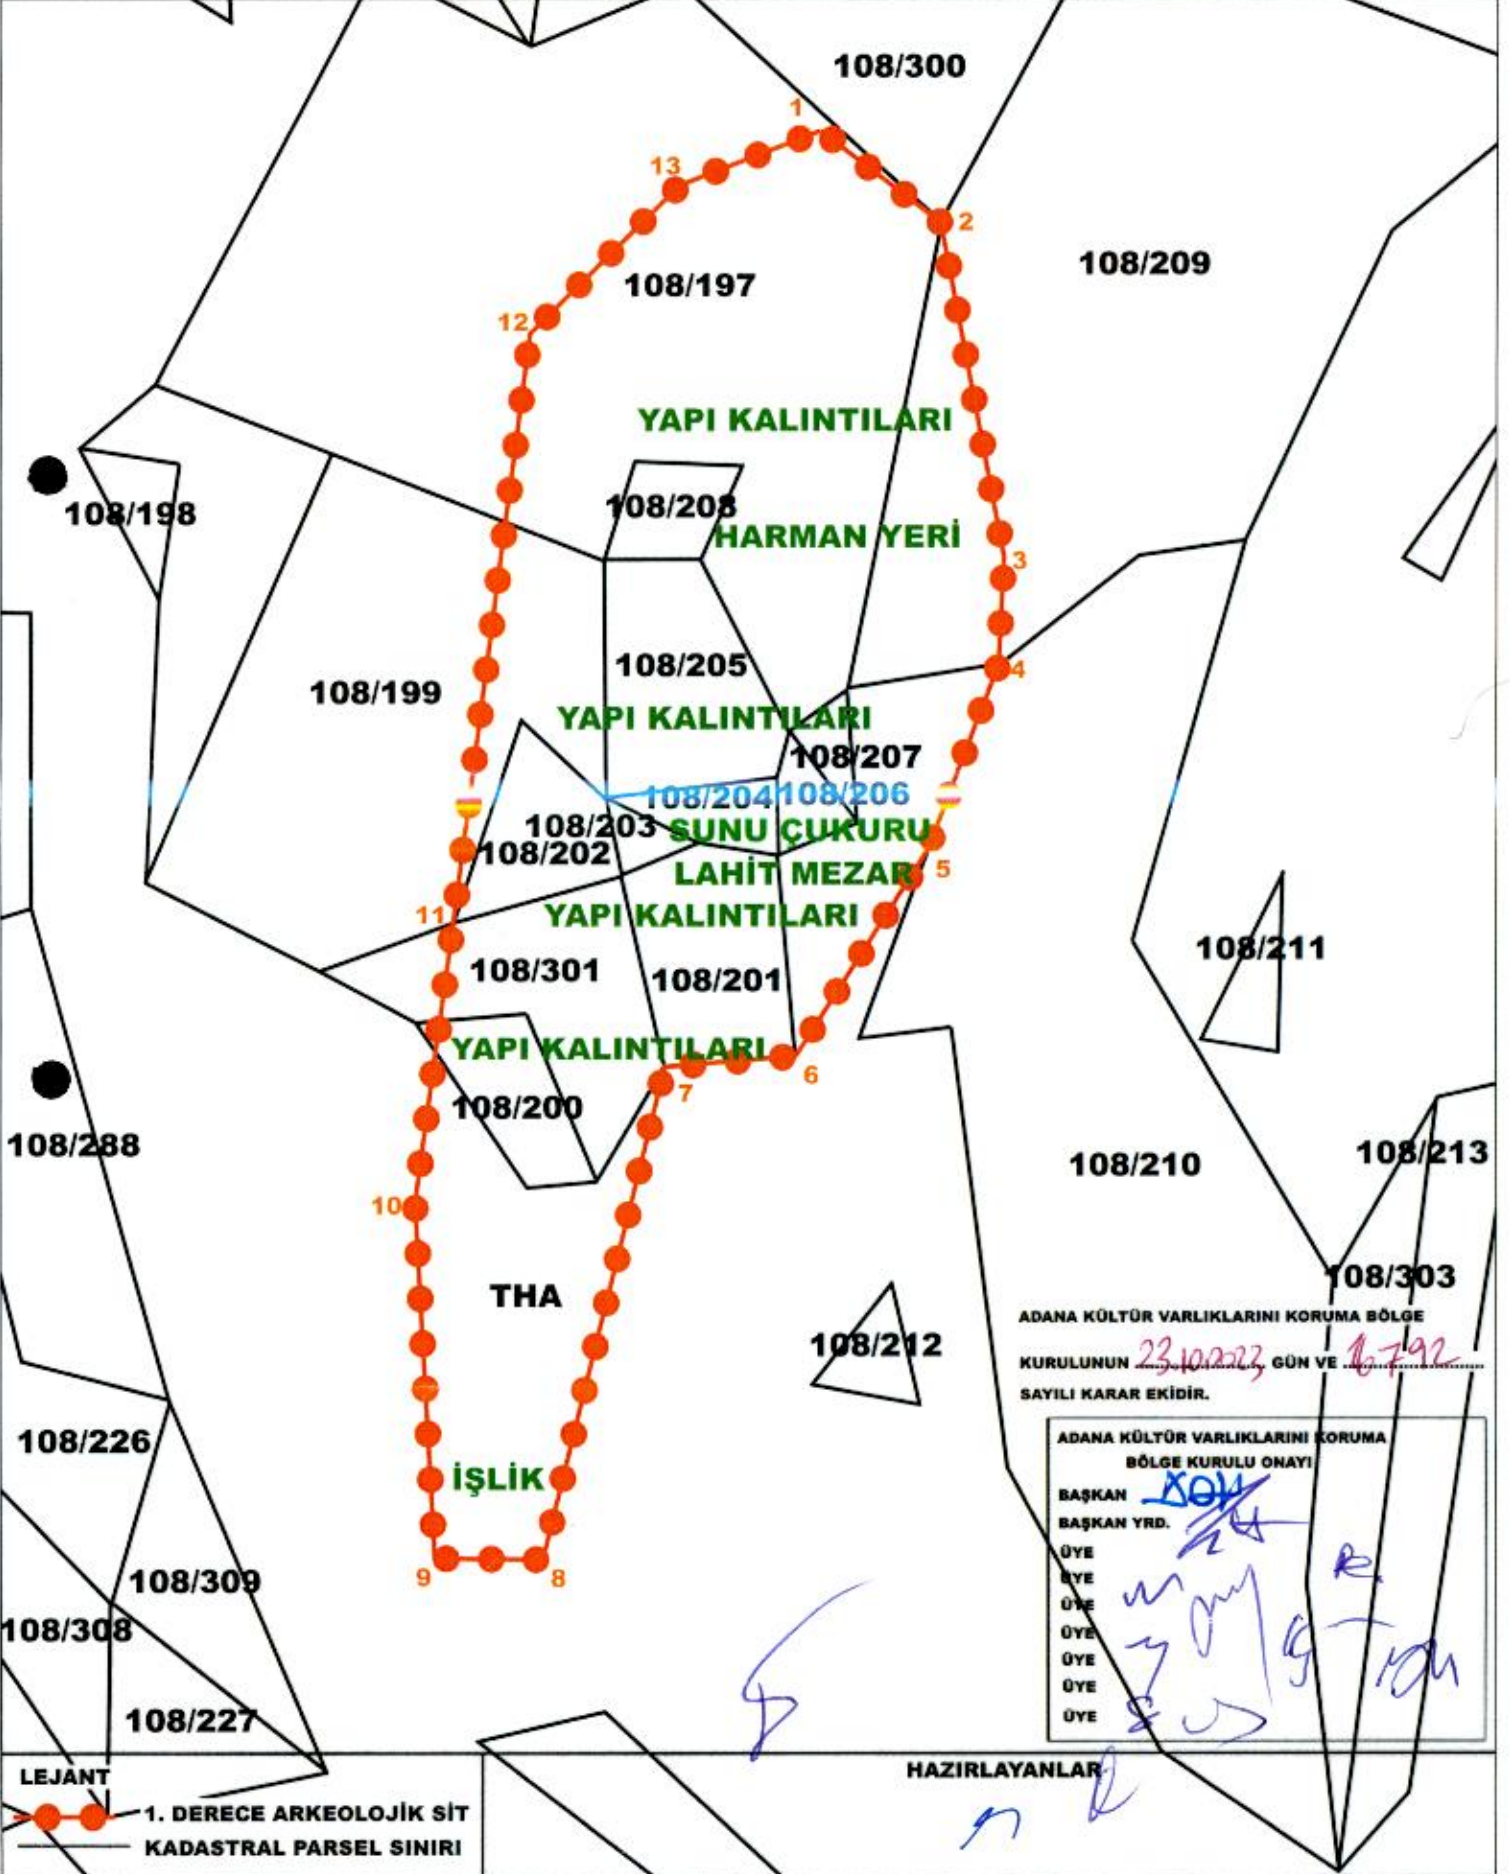 108/300
1
13
2
108/209
108/197
12
YAPI KALINTILARI
108/198
108/208
HARMAN YERİ
3
108/205
4
108/199
YAPI KALINTILARI
108/207
108/204
108/206
108/203
SUNU ÇUKURU
108/202
LAHİT MEZAR
5
11
YAPI KALINTILARI
108/211
108/301
108/201
YAPI KALINTILARI
6
7
108/200
108/288
108/213
108/210
10
108/303
THA
ADANA KÜLTÜR VARLIKLARINI KORUMA BÖLGE
108/212
KURULUNUN 23.10.2023 GÜN VE 16792
SAYILI KARAR EKİDİR.
108/226
ADANA KÜLTÜR VARLIKLARINI KORUMA
BÖLGE KURULU ONAYI
İŞLİK
BAŞKAN
BAŞKAN YRD.
ÜYE
ÜYE
ÜYE
ÜYE
ÜYE
ÜYE
ÜYE
9
8
108/309
108/308
108/227
HAZIRLAYANLAR
LEJANT
1. DERECE ARKEOLOJİK SİT
KADASTRAL PARSEL SINIRI